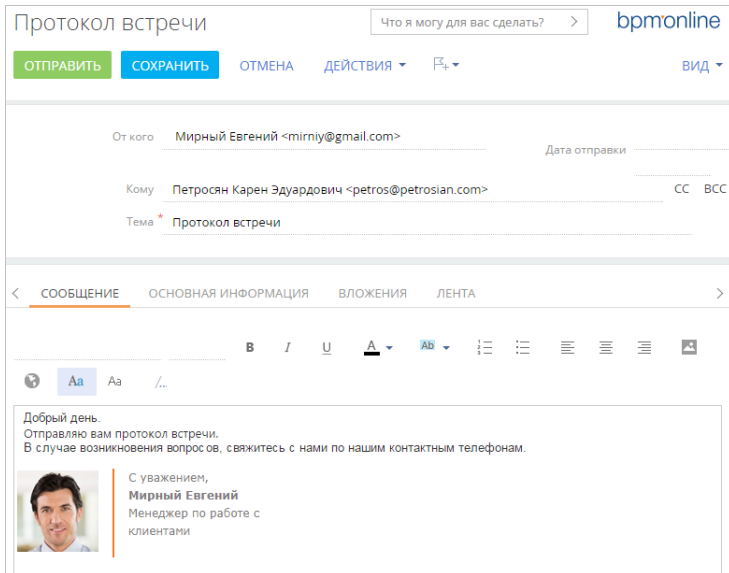 Протокол встречи
Что я могу для вас сделать?
bpmonline
ОТПРАВИТЬ СОХРАНИТЬ ОТМЕНА ДЕЙСТВИЯ ВИД
От кого Мирный Евгений <mirniy@gmail.com>
Дата отправки
Кому Петросян Карен Эдуардович <petros@petrosian.com> CC BCC
Тема * Протокол встречи
СООБЩЕНИЕ ОСНОВНАЯ ИНФОРМАЦИЯ ВЛОЖЕНИЯ ЛЕНТА
B I U A Ab
Aa Aa /...
Добрый день.
Отправляю вам протокол встречи.
В случае возникновения вопросов, свяжитесь с нами по нашим контактным телефонам.
С уважением,
Мирный Евгений
Менеджер по работе с
клиентами